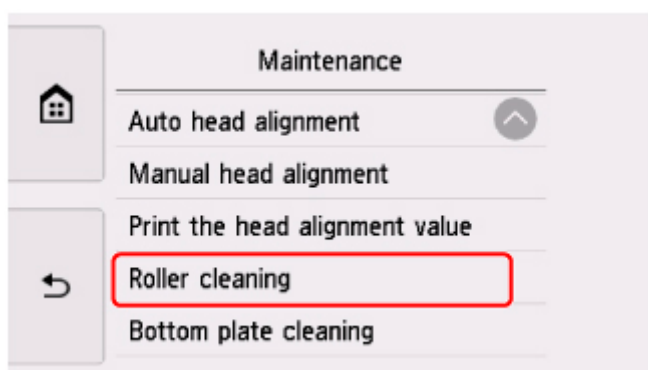 Maintenance
Auto head alignment
Manual head alignment
Print the head alignment value
Roller cleaning
Bottom plate cleaning